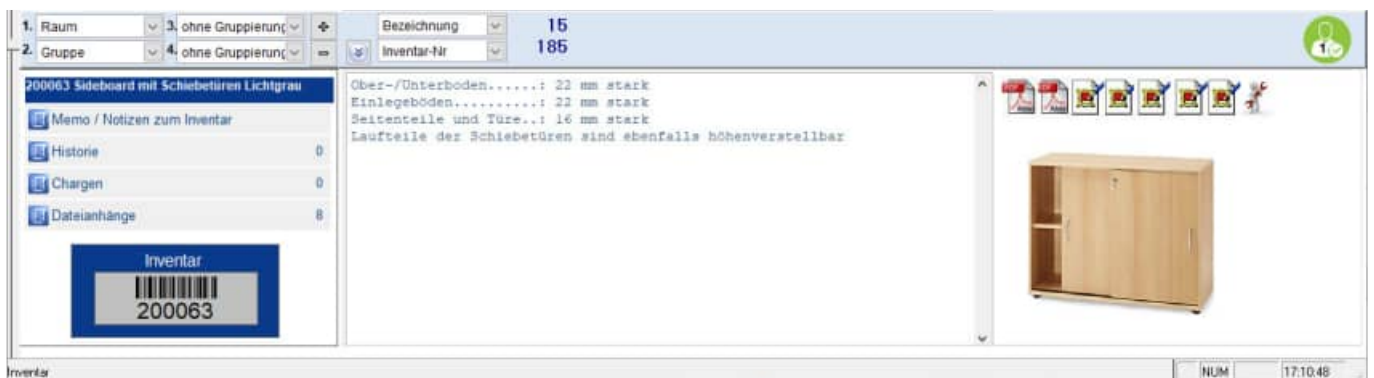 1. Raum 3. ohne Gruppierung Bezeichnung 15
2. Gruppe 4. ohne Gruppierung Inventar-Nr 185
1
200063 Sideboard mit Schiebetüren Lichtgrau
Memo / Notizen zum Inventar
Historie 0
Chargen 0
Dateianhänge 8
Inventar
200063
Ober-/Unterboden......: 22 mm stark
Einlegeböden..........: 22 mm stark
Seitenteile und Türe..: 16 mm stark
Laufteile der Schiebetüren sind ebenfalls höhenverstellbar
PDF PDF
Inventar NUM 17:10:48